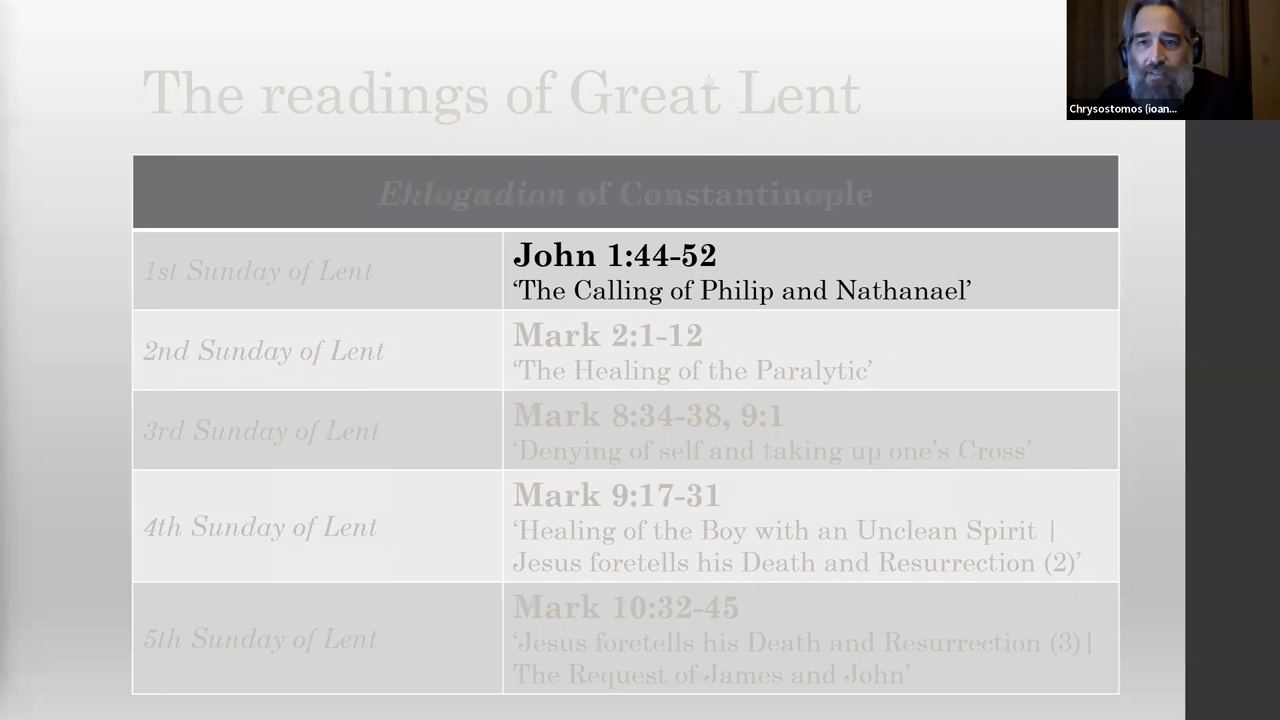 The readings of Great Lent
Chrysostomos (ioan...
Eklogadion of Constantinople
1st Sunday of Lent
John 1:44-52
‘The Calling of Philip and Nathanael’
2nd Sunday of Lent
Mark 2:1-12
‘The Healing of the Paralytic’
3rd Sunday of Lent
Mark 8:34-38, 9:1
‘Denying of self and taking up one’s Cross’
4th Sunday of Lent
Mark 9:17-31
‘Healing of the Boy with an Unclean Spirit |
Jesus foretells his Death and Resurrection (2)’
5th Sunday of Lent
Mark 10:32-45
‘Jesus foretells his Death and Resurrection (3)|
The Request of James and John’